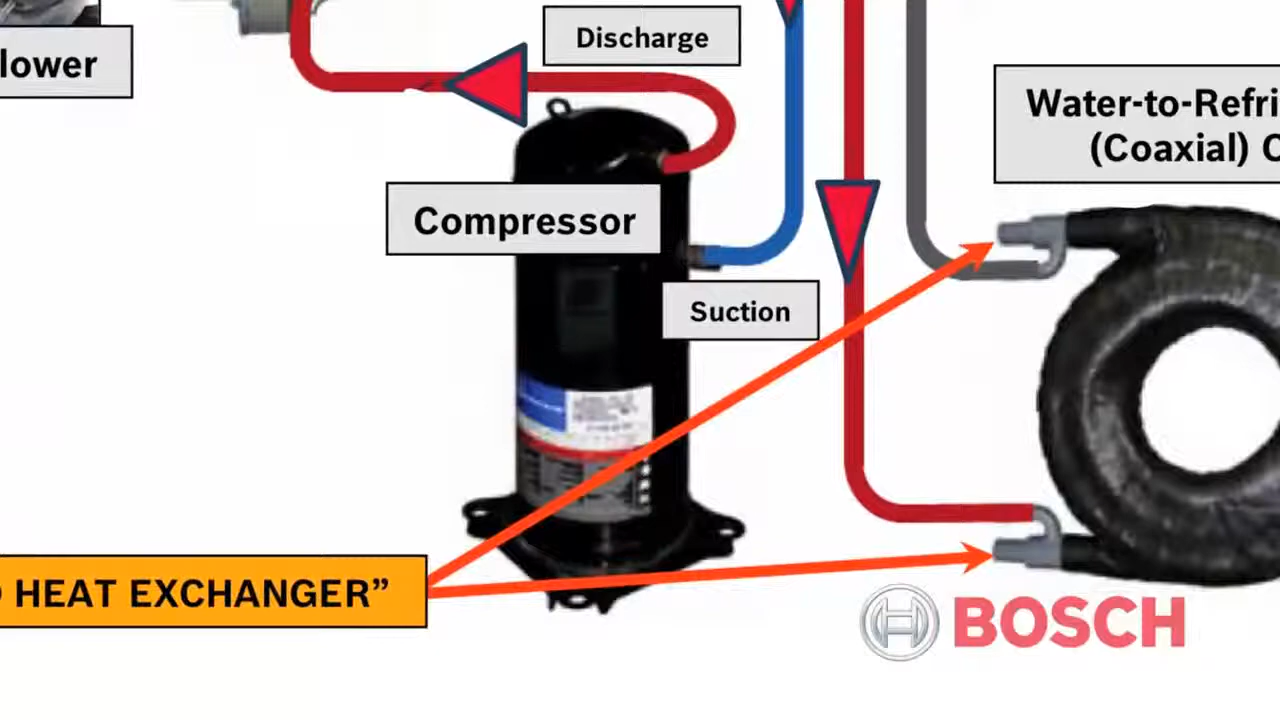 Discharge
lower
Water-to-Refri
(Coaxial) C
Compressor
Suction
HEAT EXCHANGER”
BOSCH